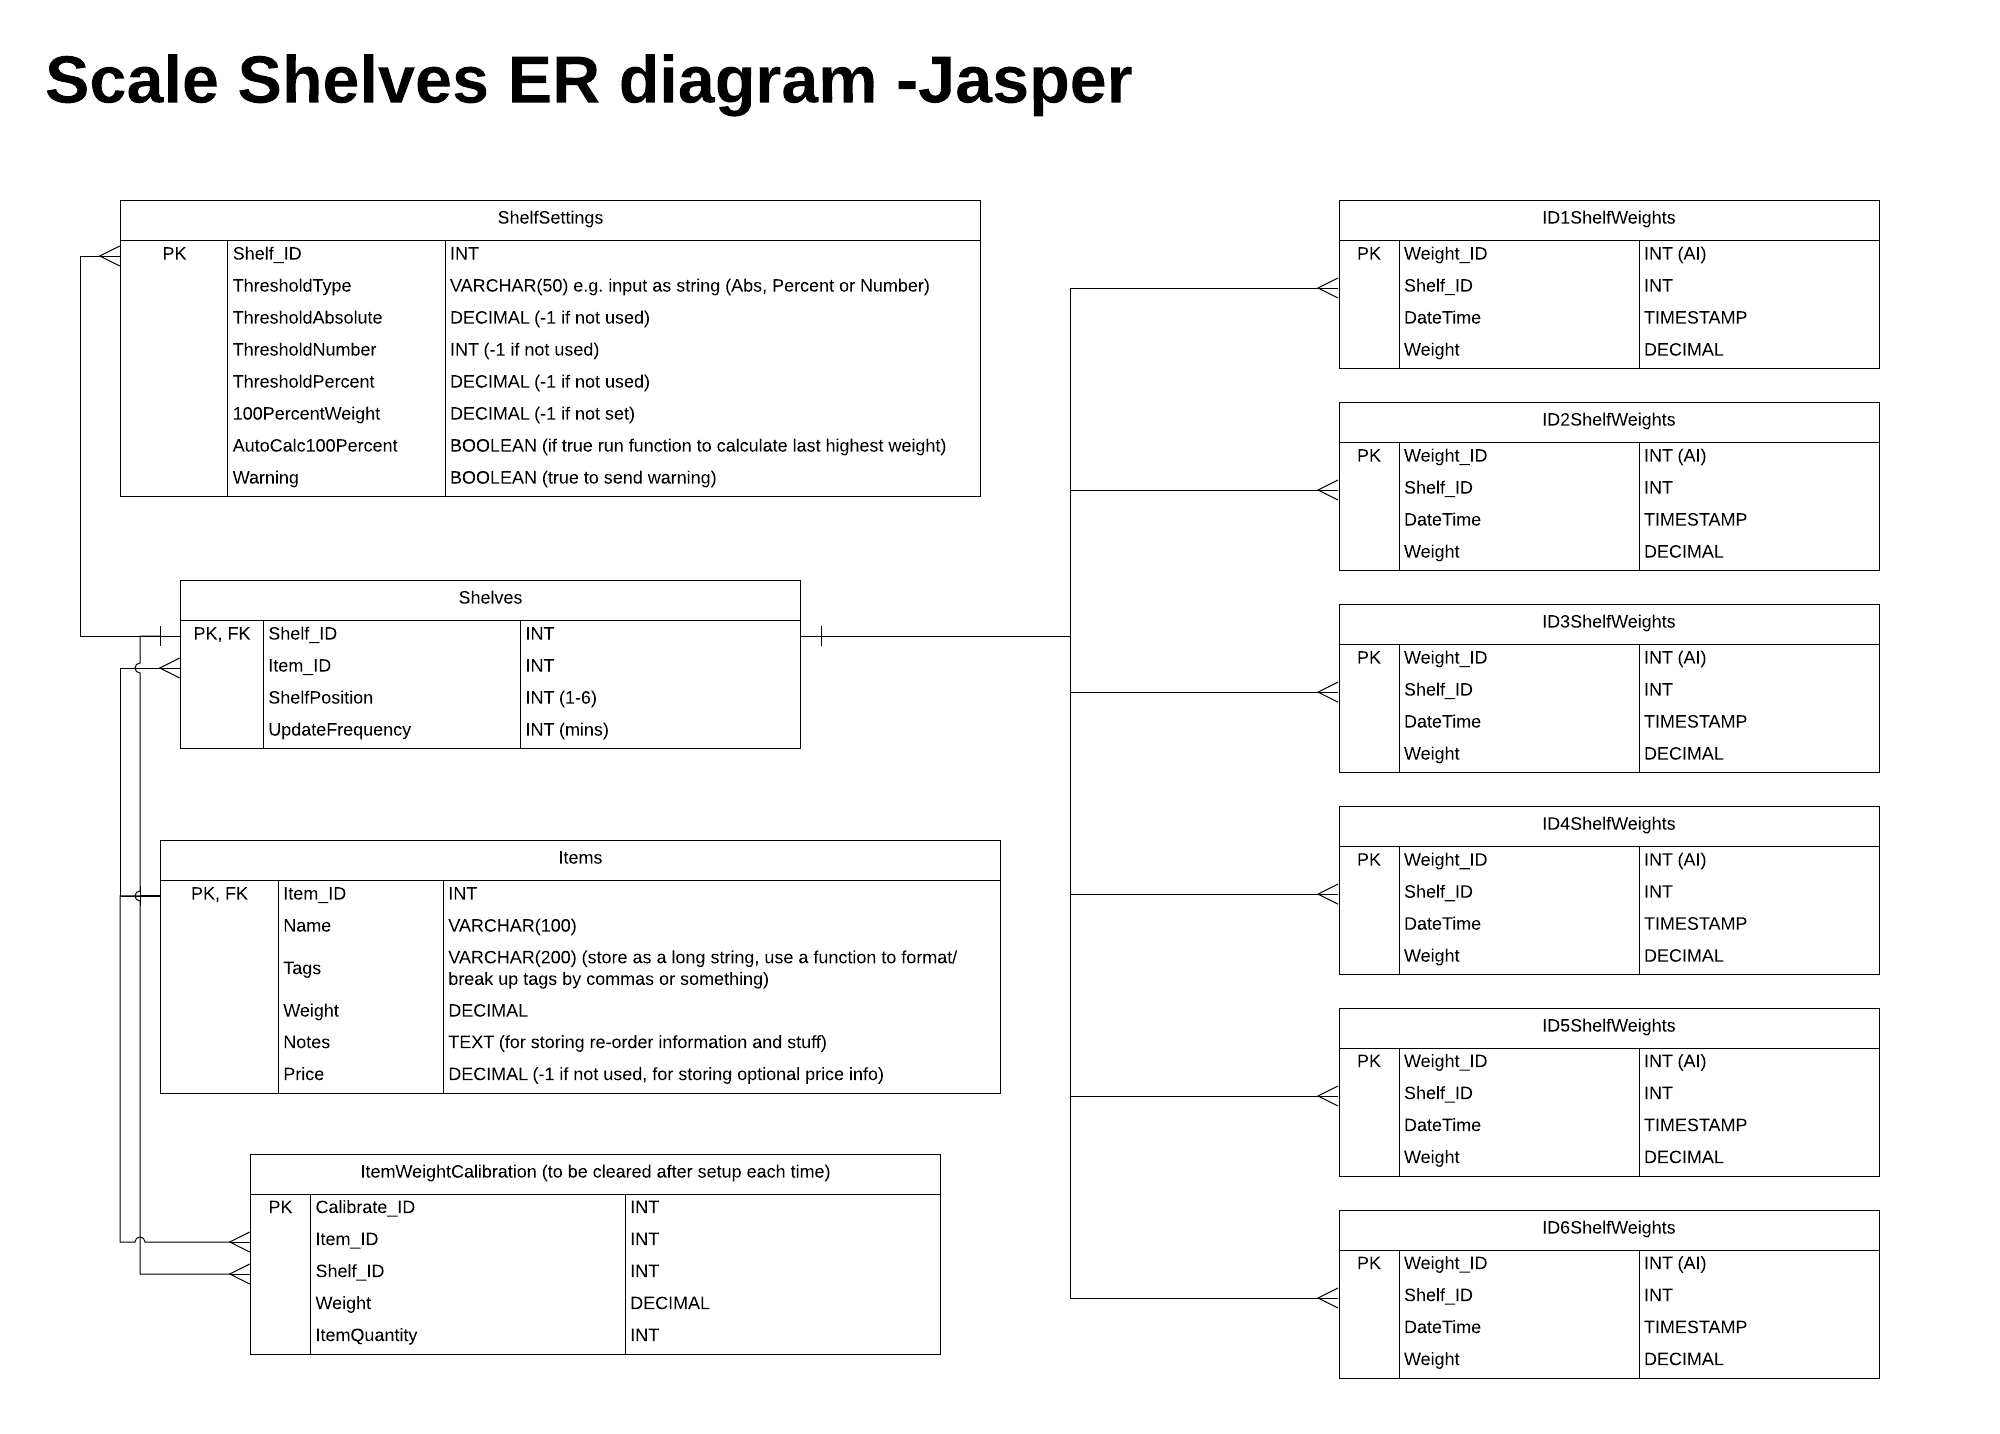 Scale Shelves ER diagram -Jasper
ShelfSettings
PK Shelf_ID INT
ThresholdType VARCHAR(50) e.g. input as string (Abs, Percent or Number)
ThresholdAbsolute DECIMAL (-1 if not used)
ThresholdNumber INT (-1 if not used)
ThresholdPercent DECIMAL (-1 if not used)
100PercentWeight DECIMAL (-1 if not set)
AutoCalc100Percent BOOLEAN (if true run function to calculate last highest weight)
Warning BOOLEAN (true to send warning)
Shelves
PK, FK Shelf_ID INT
Item_ID INT
ShelfPosition INT (1-6)
UpdateFrequency INT (mins)
Items
PK, FK Item_ID INT
Name VARCHAR(100)
Tags VARCHAR(200) (store as a long string, use a function to format/
break up tags by commas or something)
Weight DECIMAL
Notes TEXT (for storing re-order information and stuff)
Price DECIMAL (-1 if not used, for storing optional price info)
ItemWeightCalibration (to be cleared after setup each time)
PK Calibrate_ID INT
Item_ID INT
Shelf_ID INT
Weight DECIMAL
ItemQuantity INT
ID1ShelfWeights
PK Weight_ID INT (AI)
Shelf_ID INT
DateTime TIMESTAMP
Weight DECIMAL
ID2ShelfWeights
PK Weight_ID INT (AI)
Shelf_ID INT
DateTime TIMESTAMP
Weight DECIMAL
ID3ShelfWeights
PK Weight_ID INT (AI)
Shelf_ID INT
DateTime TIMESTAMP
Weight DECIMAL
ID4ShelfWeights
PK Weight_ID INT (AI)
Shelf_ID INT
DateTime TIMESTAMP
Weight DECIMAL
ID5ShelfWeights
PK Weight_ID INT (AI)
Shelf_ID INT
DateTime TIMESTAMP
Weight DECIMAL
ID6ShelfWeights
PK Weight_ID INT (AI)
Shelf_ID INT
DateTime TIMESTAMP
Weight DECIMAL